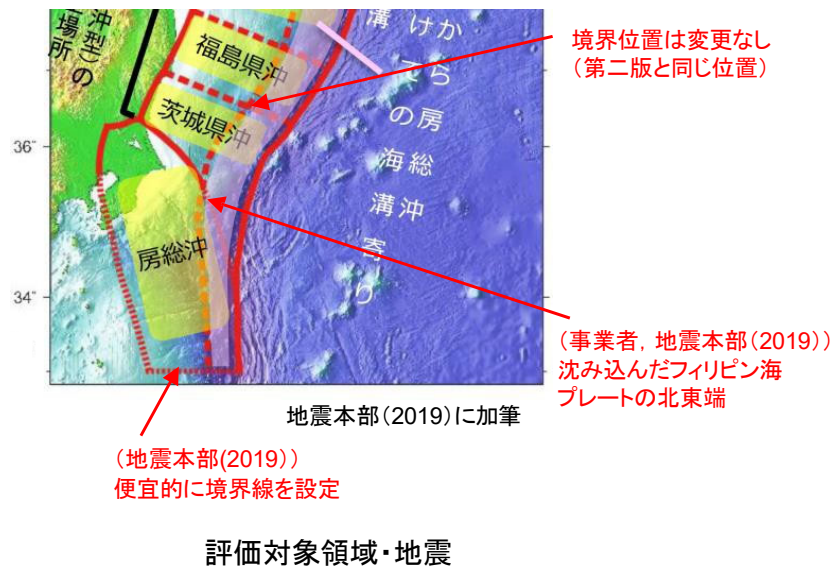 沖型)の
場所
溝
けて
からの房総沖
海溝寄り
福島県沖
茨城県沖
房総沖
36°
34°
境界位置は変更なし
(第二版と同じ位置)
(事業者,地震本部(2019))
沈み込んだフィリピン海
プレートの北東端
地震本部(2019)に加筆
(地震本部(2019))
便宜的に境界線を設定
評価対象領域・地震